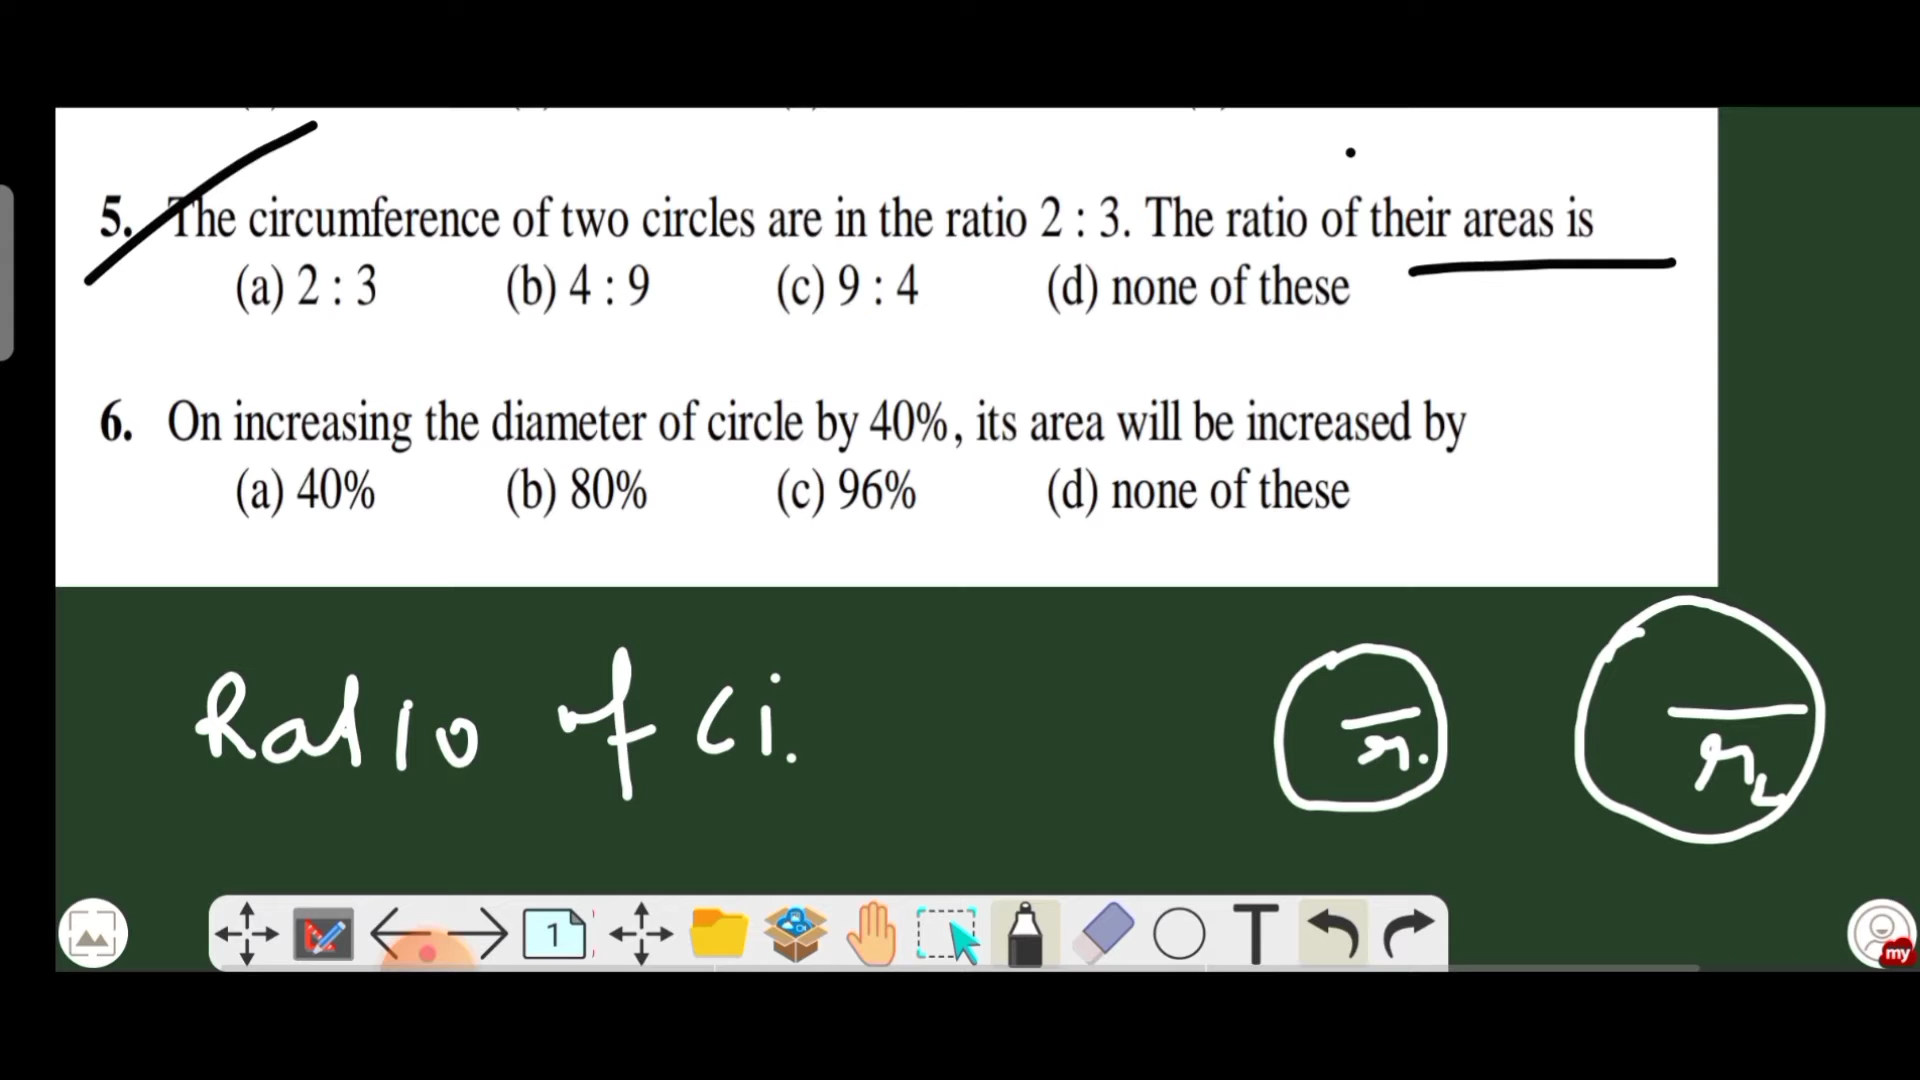 5. The circumference of two circles are in the ratio 2 : 3. The ratio of their areas is
(a) 2 : 3 (b) 4 : 9 (c) 9 : 4 (d) none of these
6. On increasing the diameter of circle by 40%, its area will be increased by
(a) 40% (b) 80% (c) 96% (d) none of these
Ratio of Ci.
r. r2
1 T my